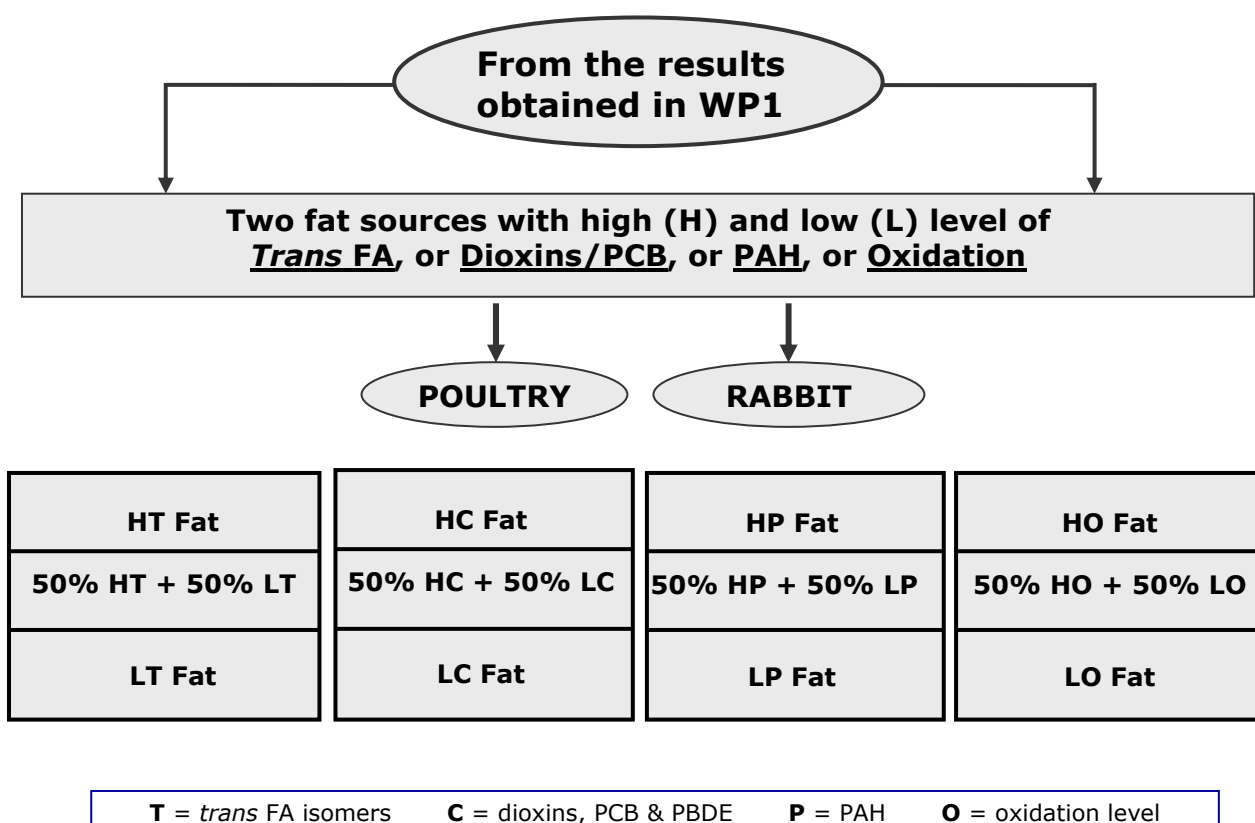 From the results
obtained in WP1
Two fat sources with high (H) and low (L) level of
Trans FA, or Dioxins/PCB, or PAH, or Oxidation
POULTRY
RABBIT
HT Fat
HC Fat
HP Fat
HO Fat
50% HT + 50% LT
50% HC + 50% LC
50% HP + 50% LP
50% HO + 50% LO
LT Fat
LC Fat
LP Fat
LO Fat
T = trans FA isomers C = dioxins, PCB & PBDE P = PAH O = oxidation level